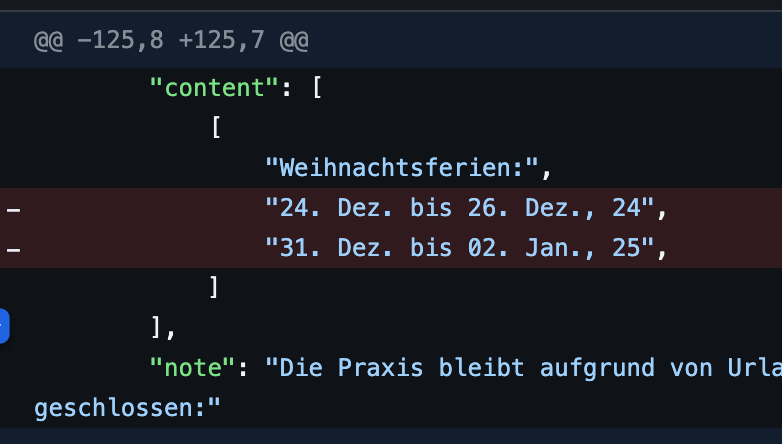 @@ -125,8 +125,7 @@
"content": [
[
"Weihnachtsferien:",
- "24. Dez. bis 26. Dez., 24",
- "31. Dez. bis 02. Jan., 25",
]
],
"note": "Die Praxis bleibt aufgrund von
geschlossen:"